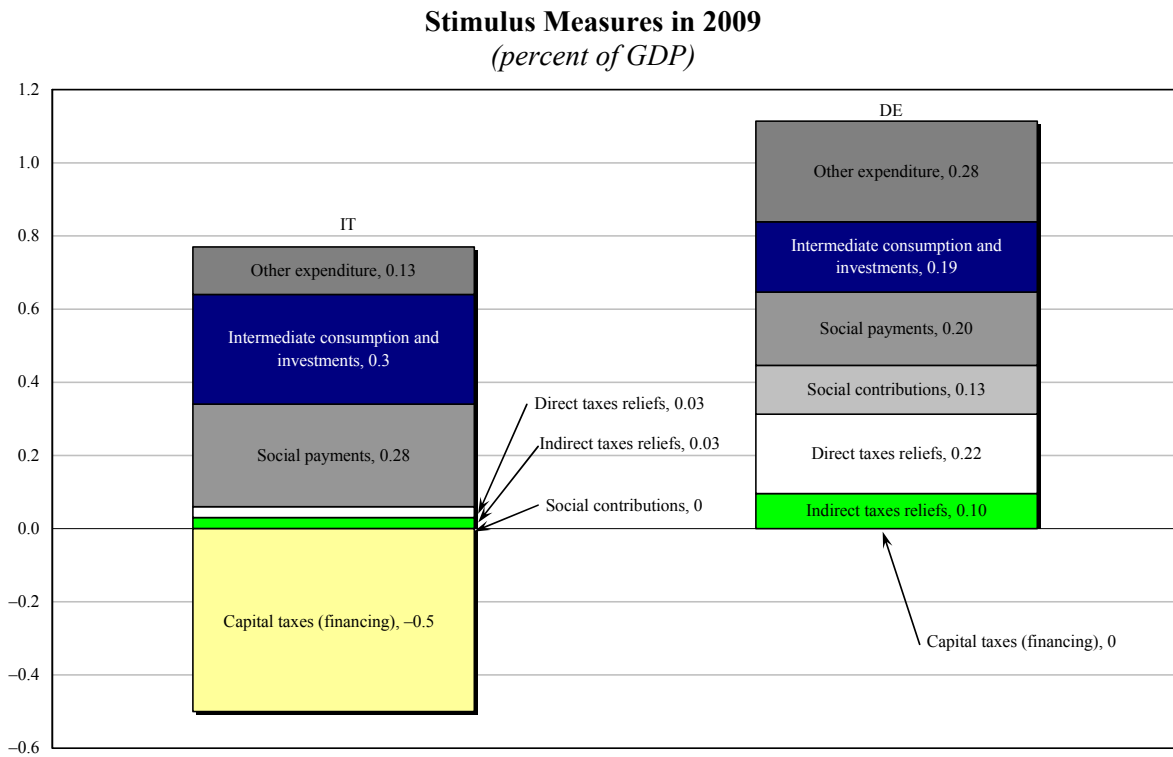 Stimulus Measures in 2009
(percent of GDP)
1.2
1.0
0.8
0.6
0.4
0.2
0.0
–0.2
–0.4
–0.6
IT
Other expenditure, 0.13
Intermediate consumption and
investments, 0.3
Social payments, 0.28
Direct taxes reliefs, 0.03
Indirect taxes reliefs, 0.03
Social contributions, 0
Capital taxes (financing), –0.5
DE
Other expenditure, 0.28
Intermediate consumption and
investments, 0.19
Social payments, 0.20
Social contributions, 0.13
Direct taxes reliefs, 0.22
Indirect taxes reliefs, 0.10
Capital taxes (financing), 0